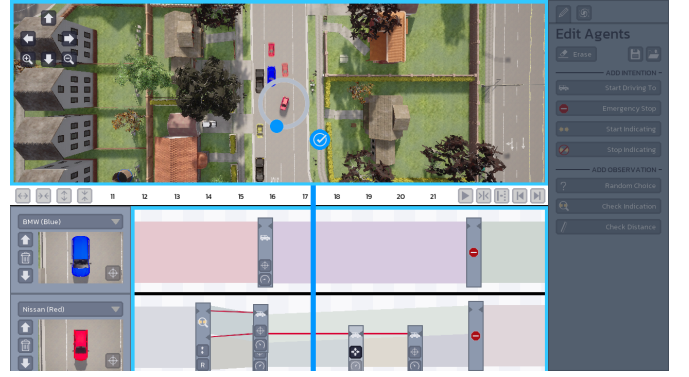 Edit Agents
Erase
ADD INTENTION
Start Driving To
Emergency Stop
Start Indicating
Stop Indicating
ADD OBSERVATION
? Random Choice
Check Indication
Check Distance
11 12 13 14 15 16 17 18 19 20 21
BMW (Blue)
Nissan (Red)
R